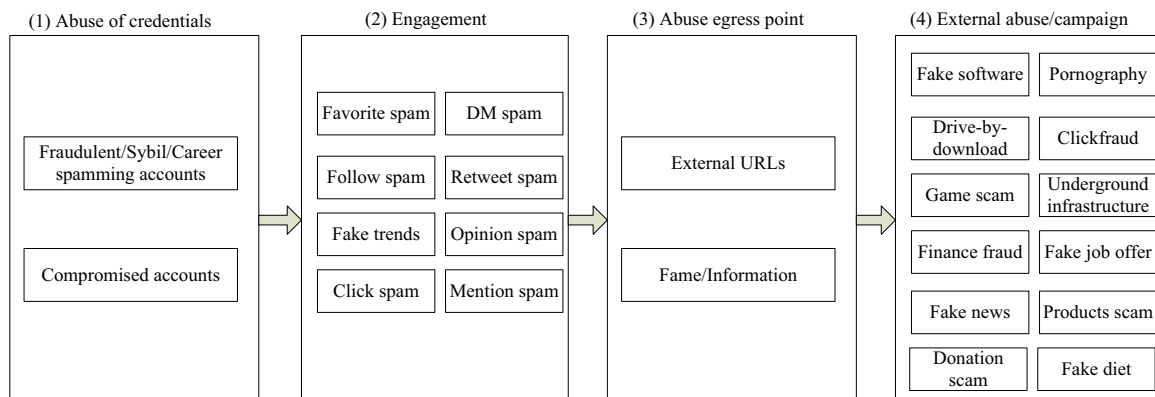 (1) Abuse of credentials
Fraudulent/Sybil/Career
spamming accounts
Compromised accounts
(2) Engagement
Favorite spam
DM spam
Follow spam
Retweet spam
Fake trends
Opinion spam
Click spam
Mention spam
(3) Abuse egress point
External URLs
Fame/Information
(4) External abuse/campaign
Fake software
Pornography
Drive-by-
download
Clickfraud
Game scam
Underground
infrastructure
Finance fraud
Fake job offer
Fake news
Products scam
Donation
scam
Fake diet